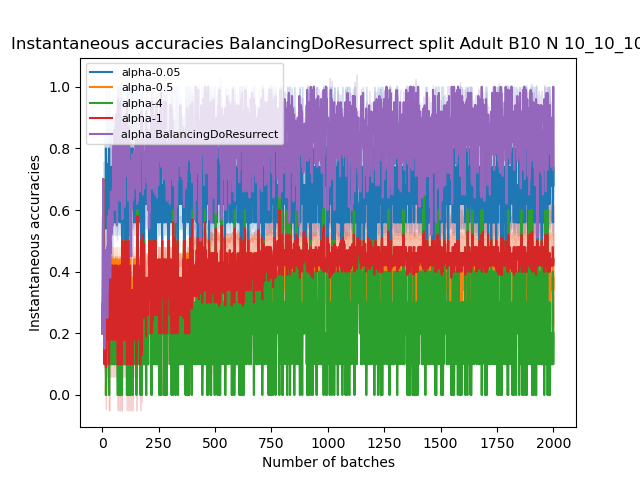 Instantaneous accuracies BalancingDoResurrect split Adult B10 N 10_10_10
alpha-0.05
alpha-0.5
alpha-4
alpha-1
alpha BalancingDoResurrect
Instantaneous accuracies
1.0
0.8
0.6
0.4
0.2
0.0
0 250 500 750 1000 1250 1500 1750 2000
Number of batches